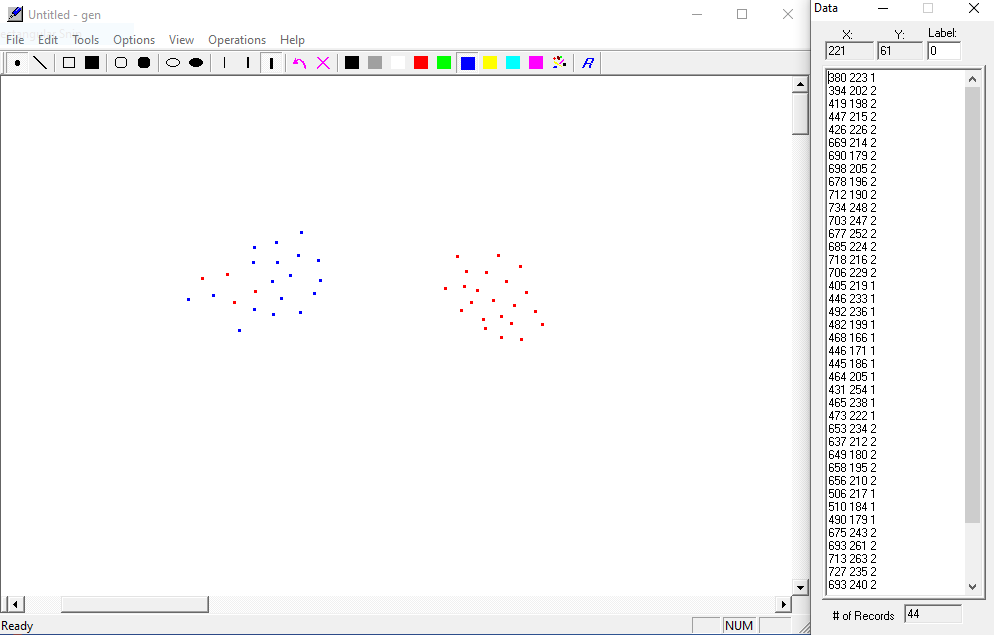 Untitled - gen
File Edit Tools Options View Operations Help
Ready
NUM
Data
X: Y: Label:
221 61 0
380 223 1
394 202 2
419 198 2
447 215 2
426 226 2
669 214 2
690 179 2
698 205 2
678 196 2
712 190 2
734 248 2
703 247 2
677 252 2
685 224 2
718 216 2
706 229 2
405 219 1
446 233 1
492 236 1
482 199 1
468 166 1
446 171 1
445 186 1
464 205 1
431 254 1
465 238 1
473 222 1
653 234 2
637 212 2
649 180 2
658 195 2
656 210 2
506 217 1
510 184 1
490 179 1
675 243 2
693 261 2
713 263 2
727 235 2
693 240 2
# of Records 44